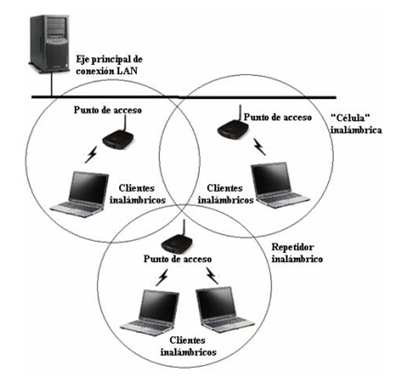 Eje principal de
conexión LAN
Punto de acceso
Punto de acceso
"Célula"
inalámbrica
Clientes
inalámbricos
Clientes
inalámbricos
Punto de acceso
Repetidor
inalámbrico
Clientes
inalámbricos